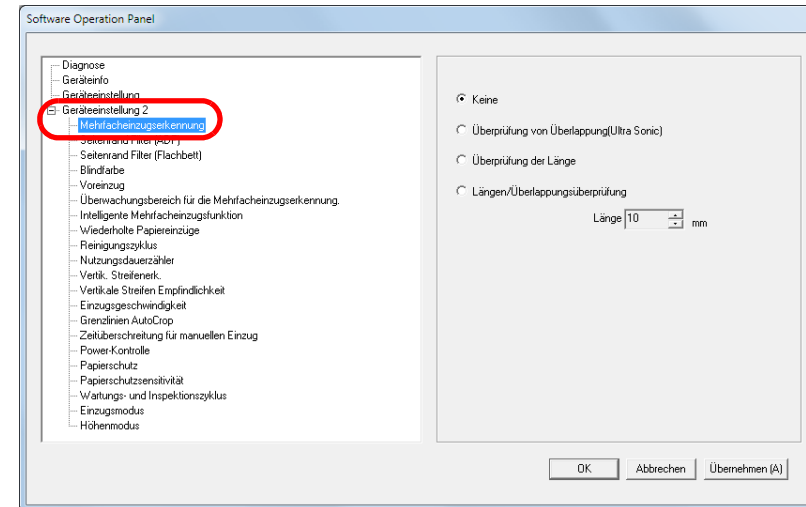 Software Operation Panel
Diagnose
Geräteinfo
Geräteeinstellung
Geräteeinstellung 2
Mehrfacheinzugserkennung
Seitenrand Filter (ADF)
Seitenrand Filter (Flachbett)
Blindfarbe
Voreinzug
Überwachungsbereich für die Mehrfacheinzugserkennung.
Intelligente Mehrfacheinzugsfunktion
Wiederholte Papiereinzüge
Reinigungszyklus
Nutzungsdauerzähler
Vertik. Streifenerk.
Vertikale Streifen Empfindlichkeit
Einzugsgeschwindigkeit
Grenzlinien AutoCrop
Zeitüberschreitung für manuellen Einzug
Power-Kontrolle
Papierschutz
Papierschutzsensitivität
Wartungs- und Inspektionszyklus
Einzugsmodus
Höhenmodus
Keine
Überprüfung von Überlappung(Ultra Sonic)
Überprüfung der Länge
Längen/Überlappungsüberprüfung
Länge 10 mm
OK Abbrechen Übernehmen (A)